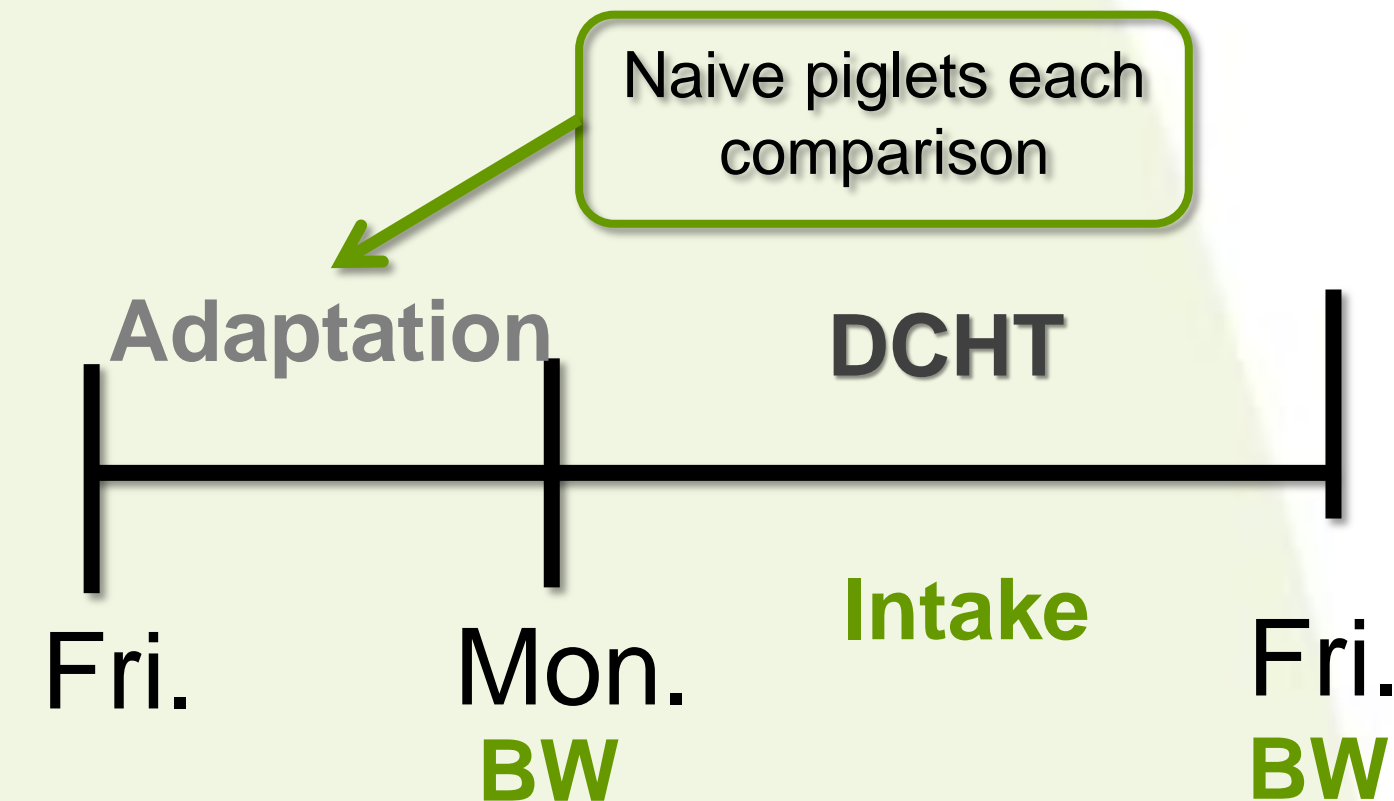 Naive piglets each
comparison
Adaptation
DCHT
Intake
Fri.
Mon.
Fri.
BW
BW